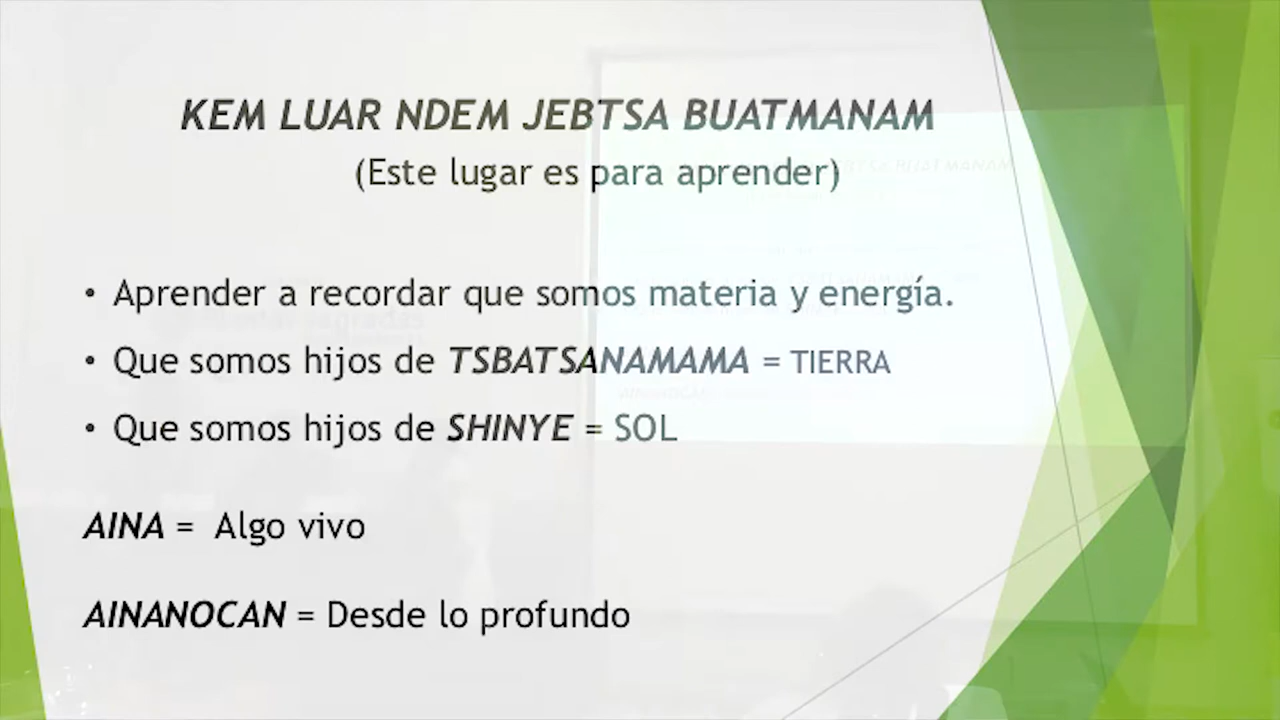 KEM LUAR NDEM JEBTSA BUATMANAM
(Este lugar es para aprender)
• Aprender a recordar que somos materia y energía.
• Que somos hijos de TSBATSANAMAMA = TIERRA
• Que somos hijos de SHINYE = SOL
AINA = Algo vivo
AINANOCAN = Desde lo profundo